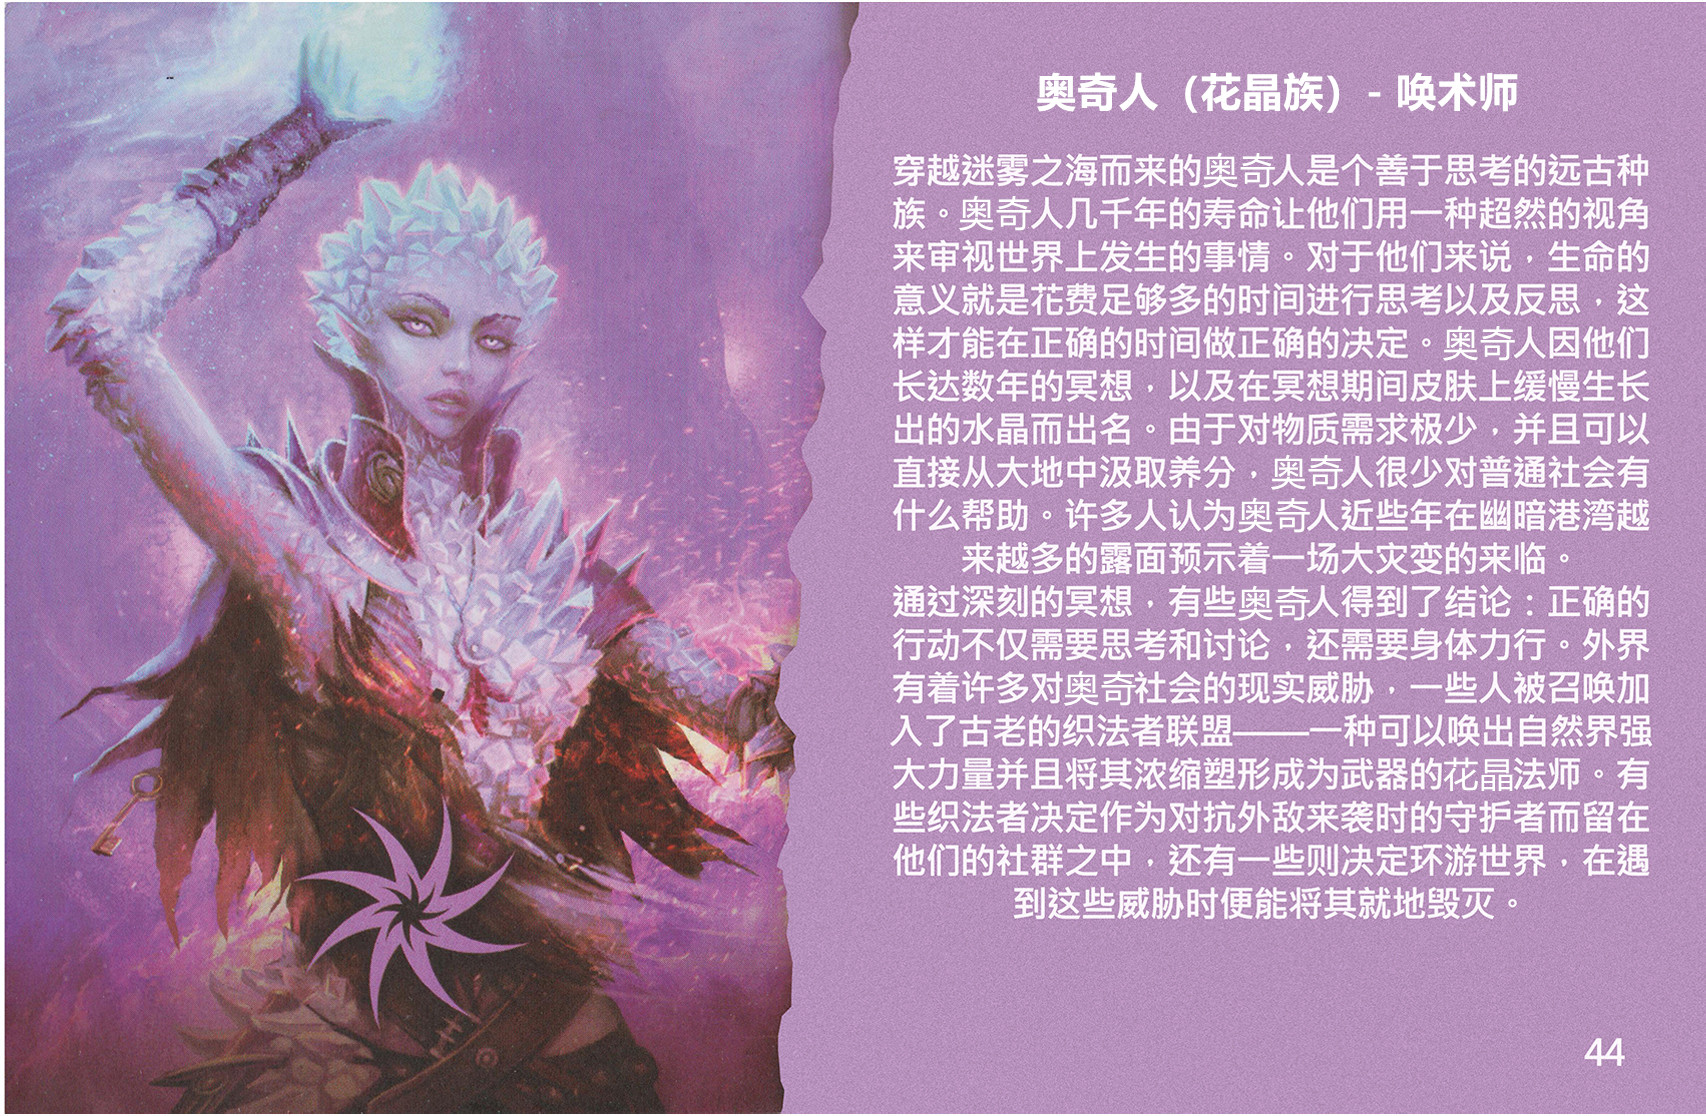 奥奇人（花晶族）- 唤术师
穿越迷雾之海而来的奥奇人是个善于思考的远古种
族。奥奇人几千年的寿命让他们用一种超然的视角
来审视世界上发生的事情。对于他们来说，生命的
意义就是花费足够多的时间进行思考以及反思，这
样才能在正确的时间做正确的决定。奥奇人因他们
长达数年的冥想，以及在冥想期间皮肤上缓慢生长
出的水晶而出名。由于对物质需求极少，并且可以
直接从大地中汲取养分，奥奇人很少对普通社会有
什么帮助。许多人认为奥奇人近些年在幽暗港湾越
来越多的露面预示着一场大灾变的来临。
通过深刻的冥想，有些奥奇人得到了结论：正确的
行动不仅需要思考和讨论，还需要身体力行。外界
有着许多对奥奇社会的现实威胁，一些人被召唤加
入了古老的织法者联盟——一种可以唤出自然界强
大力量并且将其浓缩塑形成为武器的花晶法师。有
些织法者决定作为对抗外敌来袭时的守护者而留在
他们的社群之中，还有一些则决定环游世界，在遇
到这些威胁时便能将其就地毁灭。
44